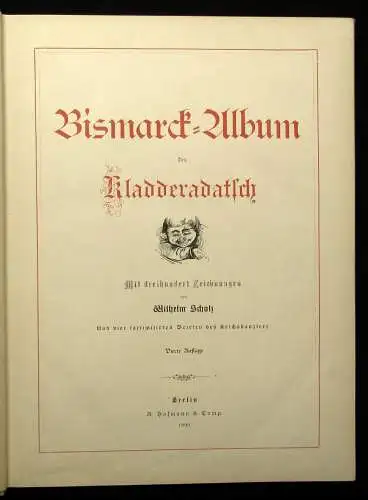 Bismarck-Album
des
Kladderadatsch
Mit dreihundert Zeichnungen
von
Wilhelm Scholz
und vier facsimilirten Briefen des Reichskanzlers
Vierte Auflage
Berlin
A. Hofmann & Comp.
1890